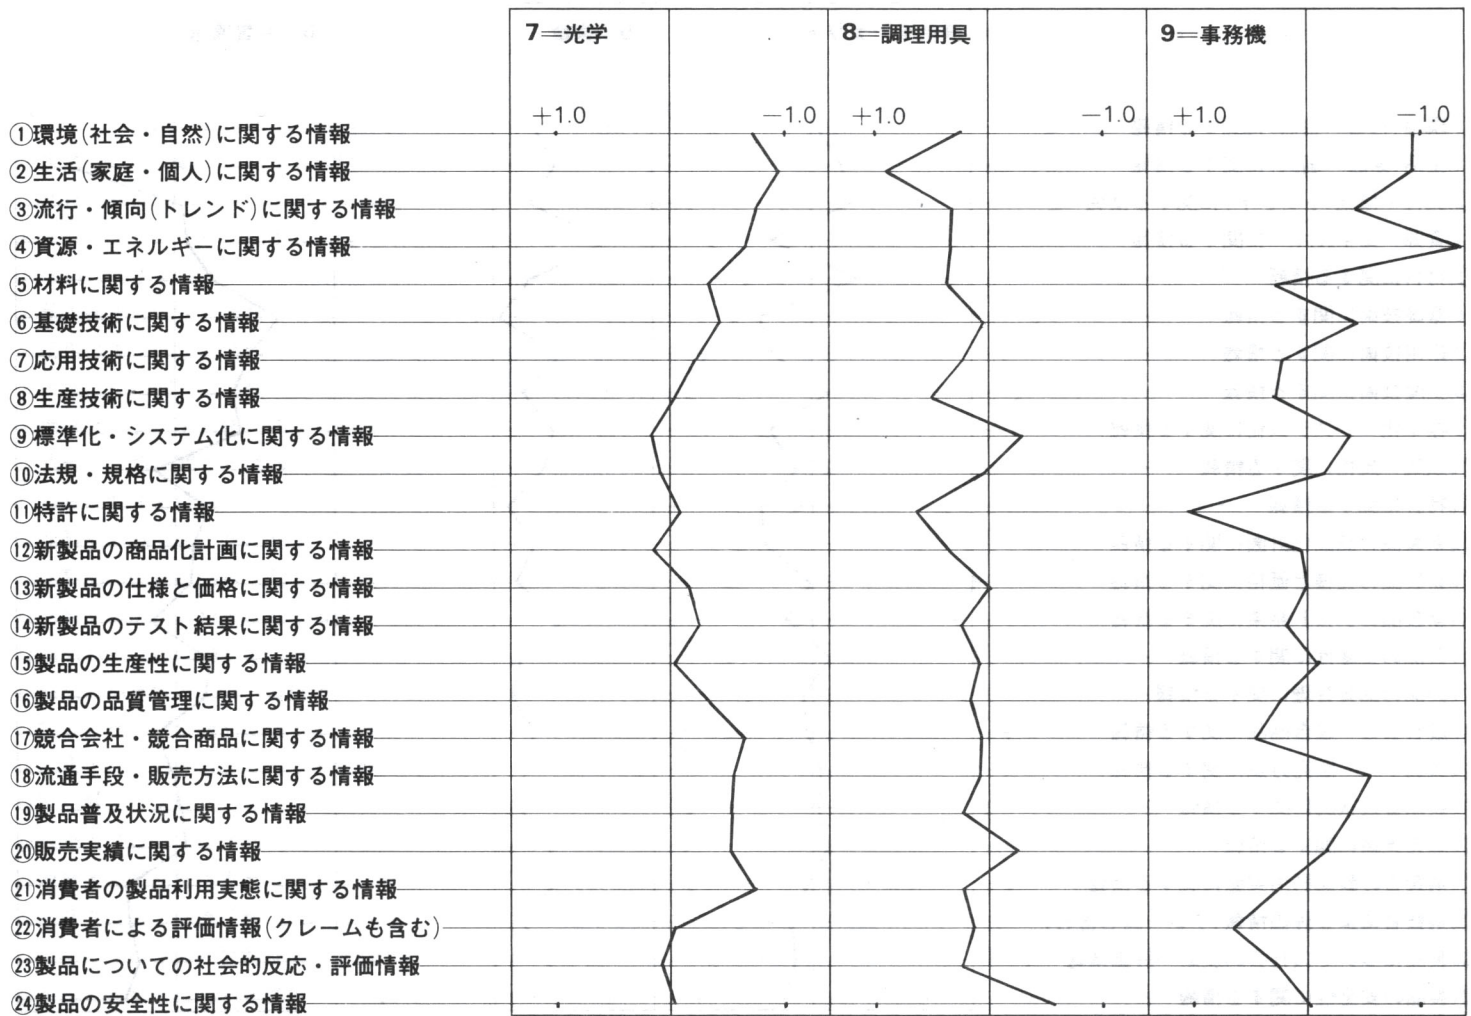 7=光学 8=調理用具 9=事務機
+1.0 -1.0 +1.0 -1.0 +1.0 -1.0
①環境(社会・自然)に関する情報
②生活(家庭・個人)に関する情報
③流行・傾向(トレンド)に関する情報
④資源・エネルギーに関する情報
⑤材料に関する情報
⑥基礎技術に関する情報
⑦応用技術に関する情報
⑧生産技術に関する情報
⑨標準化・システム化に関する情報
⑩法規・規格に関する情報
⑪特許に関する情報
⑫新製品の商品化計画に関する情報
⑬新製品の仕様と価格に関する情報
⑭新製品のテスト結果に関する情報
⑮製品の生産性に関する情報
⑯製品の品質管理に関する情報
⑰競合会社・競合商品に関する情報
⑱流通手段・販売方法に関する情報
⑲製品普及状況に関する情報
⑳販売実績に関する情報
㉑消費者の製品利用実態に関する情報
㉒消費者による評価情報(クレームも含む)
㉓製品についての社会的反応・評価情報
㉔製品の安全性に関する情報